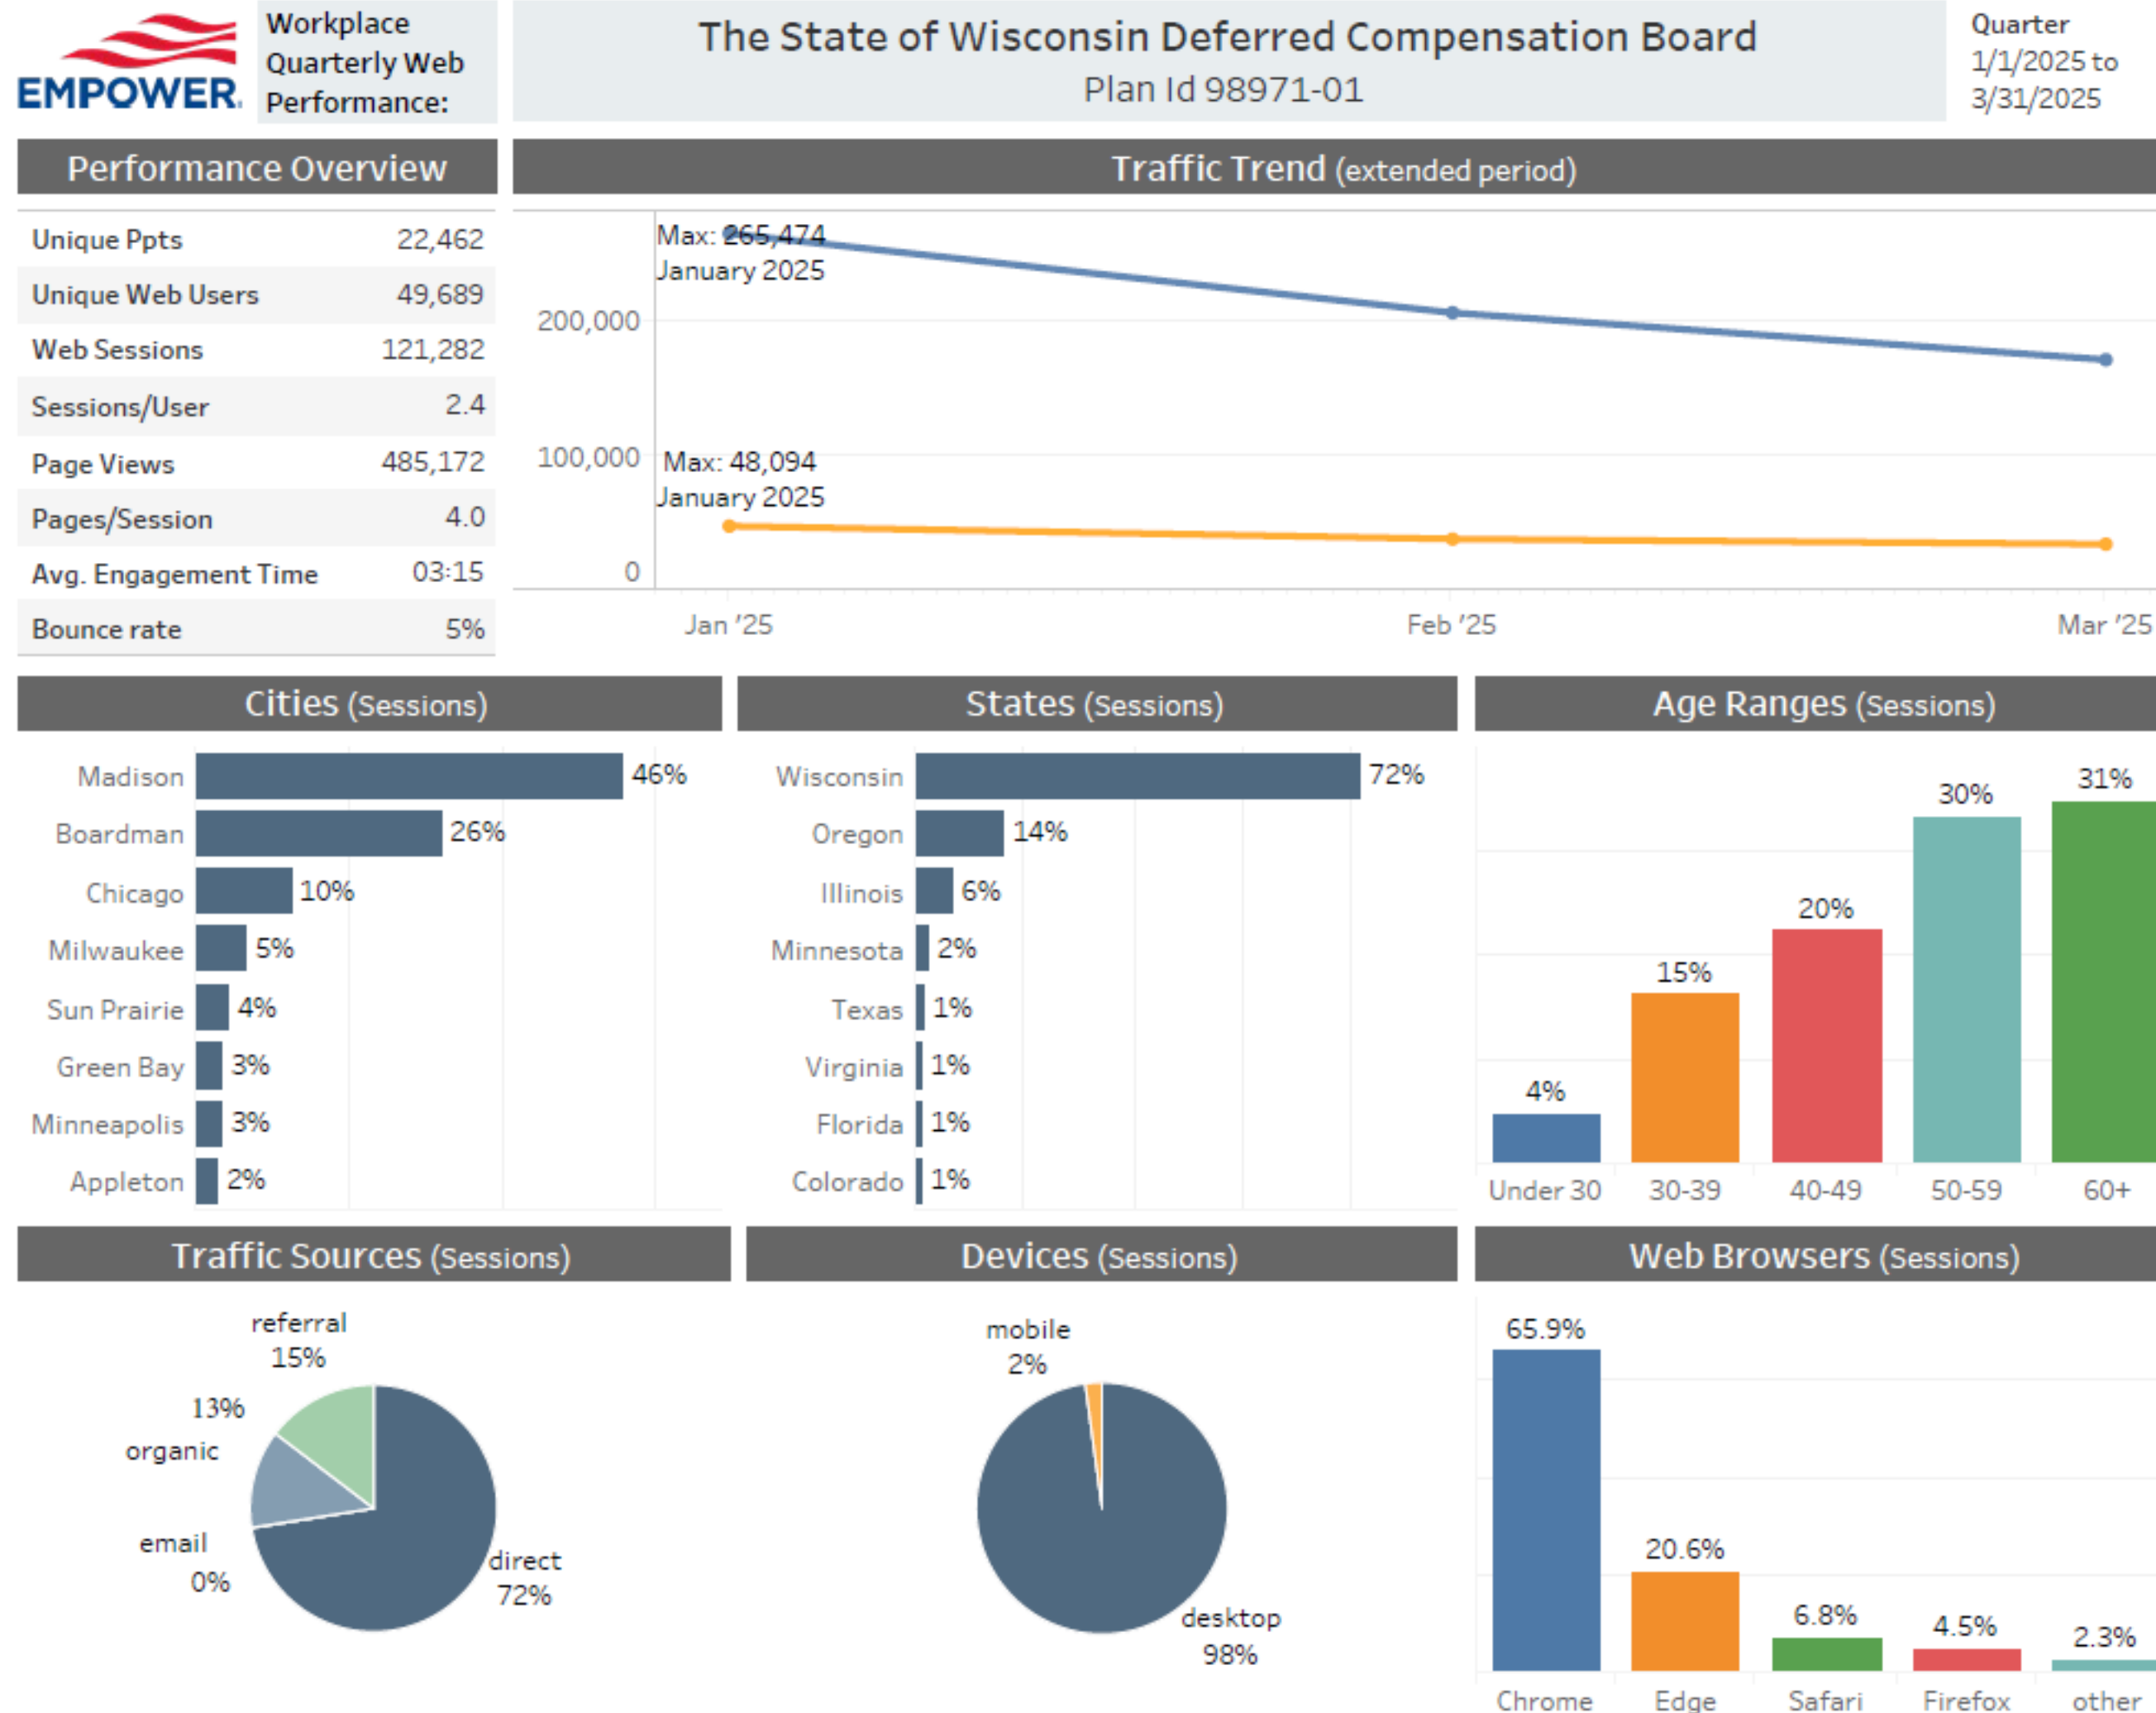 EMPOWER.
Workplace
Quarterly Web
Performance:
The State of Wisconsin Deferred Compensation Board
Plan Id 98971-01
Quarter
1/1/2025 to
3/31/2025
Performance Overview
Unique Ppts 22,462
Unique Web Users 49,689
Web Sessions 121,282
Sessions/User 2.4
Page Views 485,172
Pages/Session 4.0
Avg. Engagement Time 03:15
Bounce rate 5%
Traffic Trend (extended period)
Max: 265,474
January 2025
200,000
100,000
Max: 48,094
January 2025
0
Jan '25 Feb '25 Mar '25
Cities (Sessions)
Madison 46%
Boardman 26%
Chicago 10%
Milwaukee 5%
Sun Prairie 4%
Green Bay 3%
Minneapolis 3%
Appleton 2%
States (Sessions)
Wisconsin 72%
Oregon 14%
Illinois 6%
Minnesota 2%
Texas 1%
Virginia 1%
Florida 1%
Colorado 1%
Age Ranges (Sessions)
4% 15% 20% 30% 31%
Under 30 30-39 40-49 50-59 60+
Traffic Sources (Sessions)
referral
15%
13%
organic
email
0%
direct
72%
Devices (Sessions)
mobile
2%
desktop
98%
Web Browsers (Sessions)
65.9% 20.6% 6.8% 4.5% 2.3%
Chrome Edge Safari Firefox other